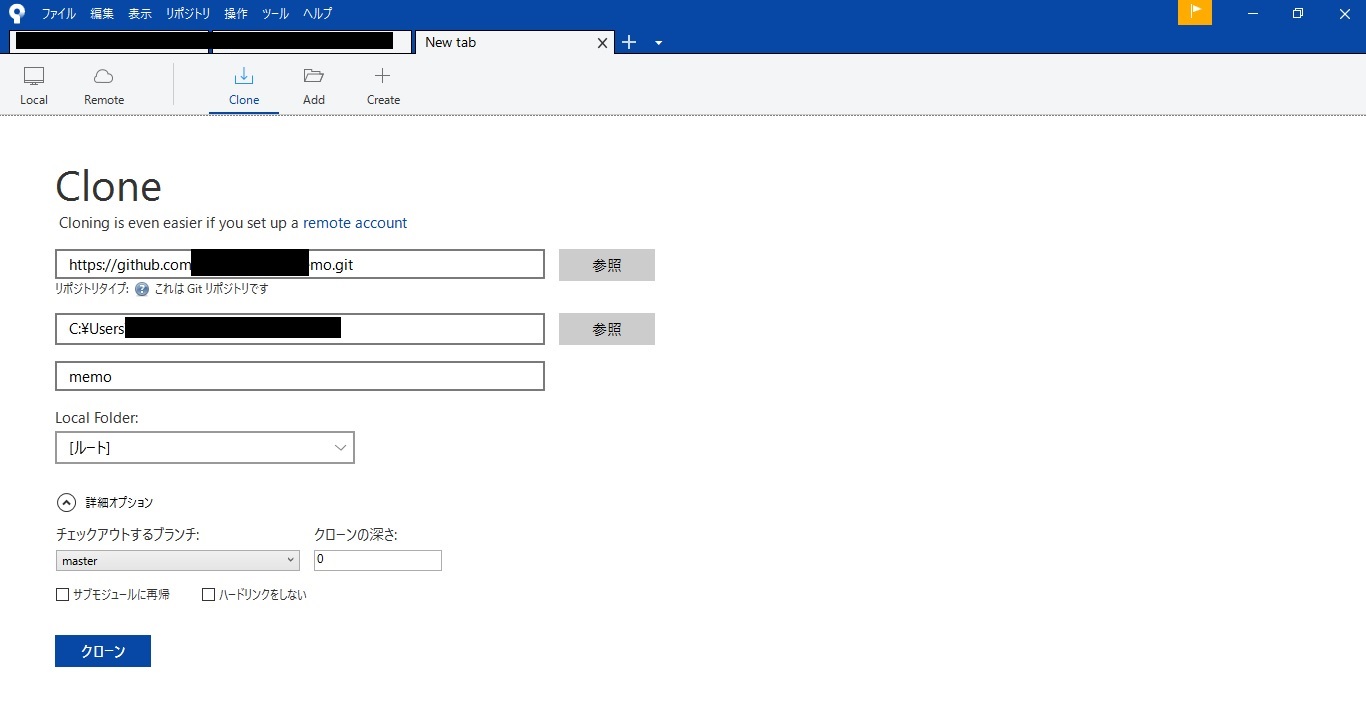 ファイル 編集 表示 リポジトリ 操作 ツール ヘルプ
New tab
Local Remote Clone Add Create
Clone
Cloning is even easier if you set up a remote account
https://github.com mo.git 参照
リポジトリタイプ: ? これは Git リポジトリです
C:¥Users 参照
memo
Local Folder:
[ルート]
詳細オプション
チェックアウトするブランチ: クローンの深さ:
master 0
サブモジュールに再帰 ハードリンクをしない
クローン